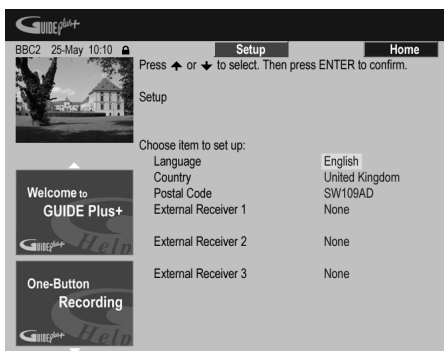 GUIDE plus+
BBC2 25-May 10:10 Setup Home
Press ↑ or ↓ to select. Then press ENTER to confirm.
Setup
Choose item to set up:
Language English
Country United Kingdom
Postal Code SW109AD
External Receiver 1 None
External Receiver 2 None
External Receiver 3 None
Welcome to
GUIDE Plus+
GUIDE plus+ Help
One-Button
Recording
GUIDE plus+ Help